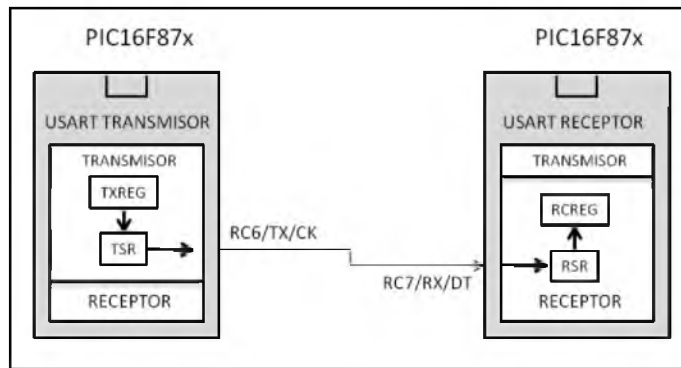 PIC16F87x
USART TRANSMISOR
TRANSMISOR
TXREG
TSR
RECEPTOR
RC6/TX/CK
RC7/RX/DT
PIC16F87x
USART RECEPTOR
TRANSMISOR
RCREG
RSR
RECEPTOR